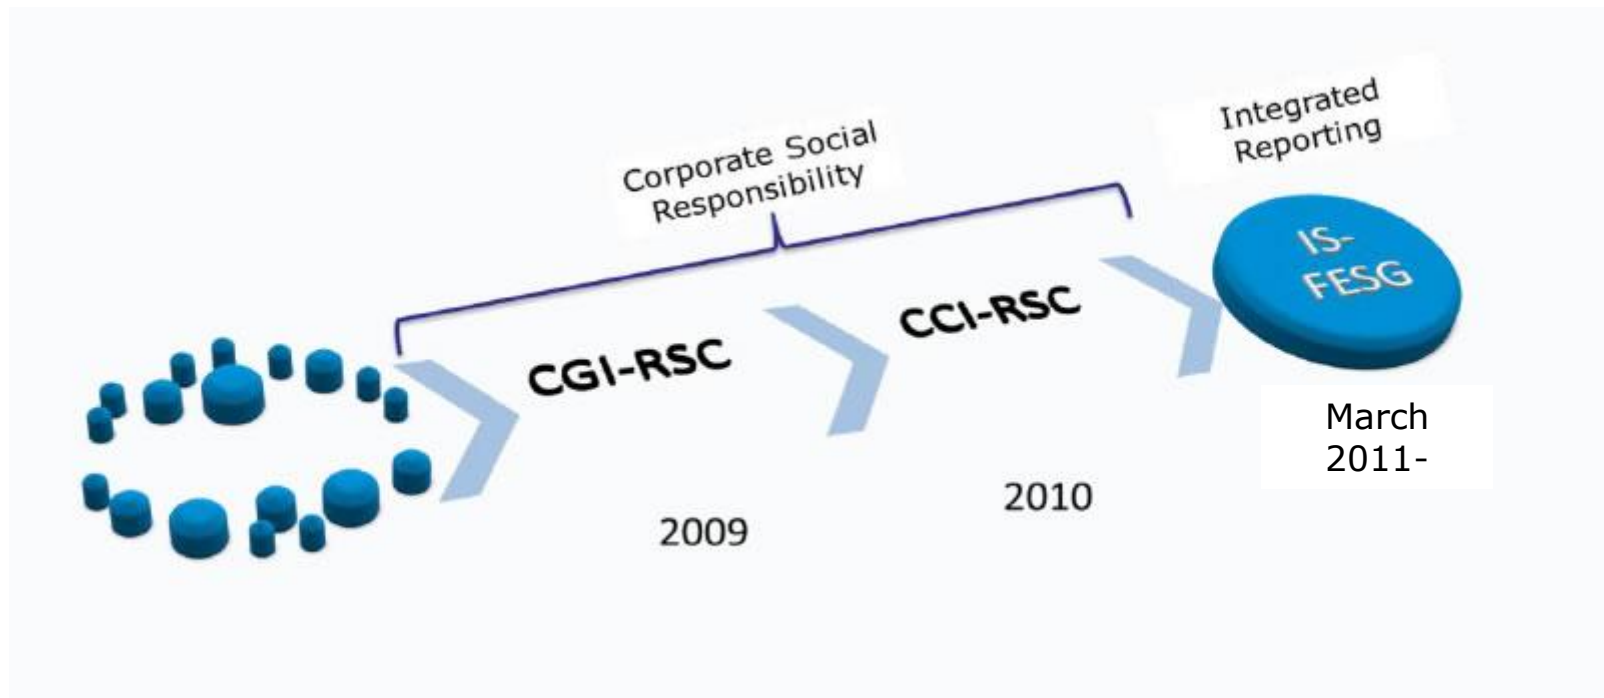 Corporate Social
Responsibility
Integrated
Reporting
CGI-RSC
CCI-RSC
IS-
FESG
2009
2010
March
2011-